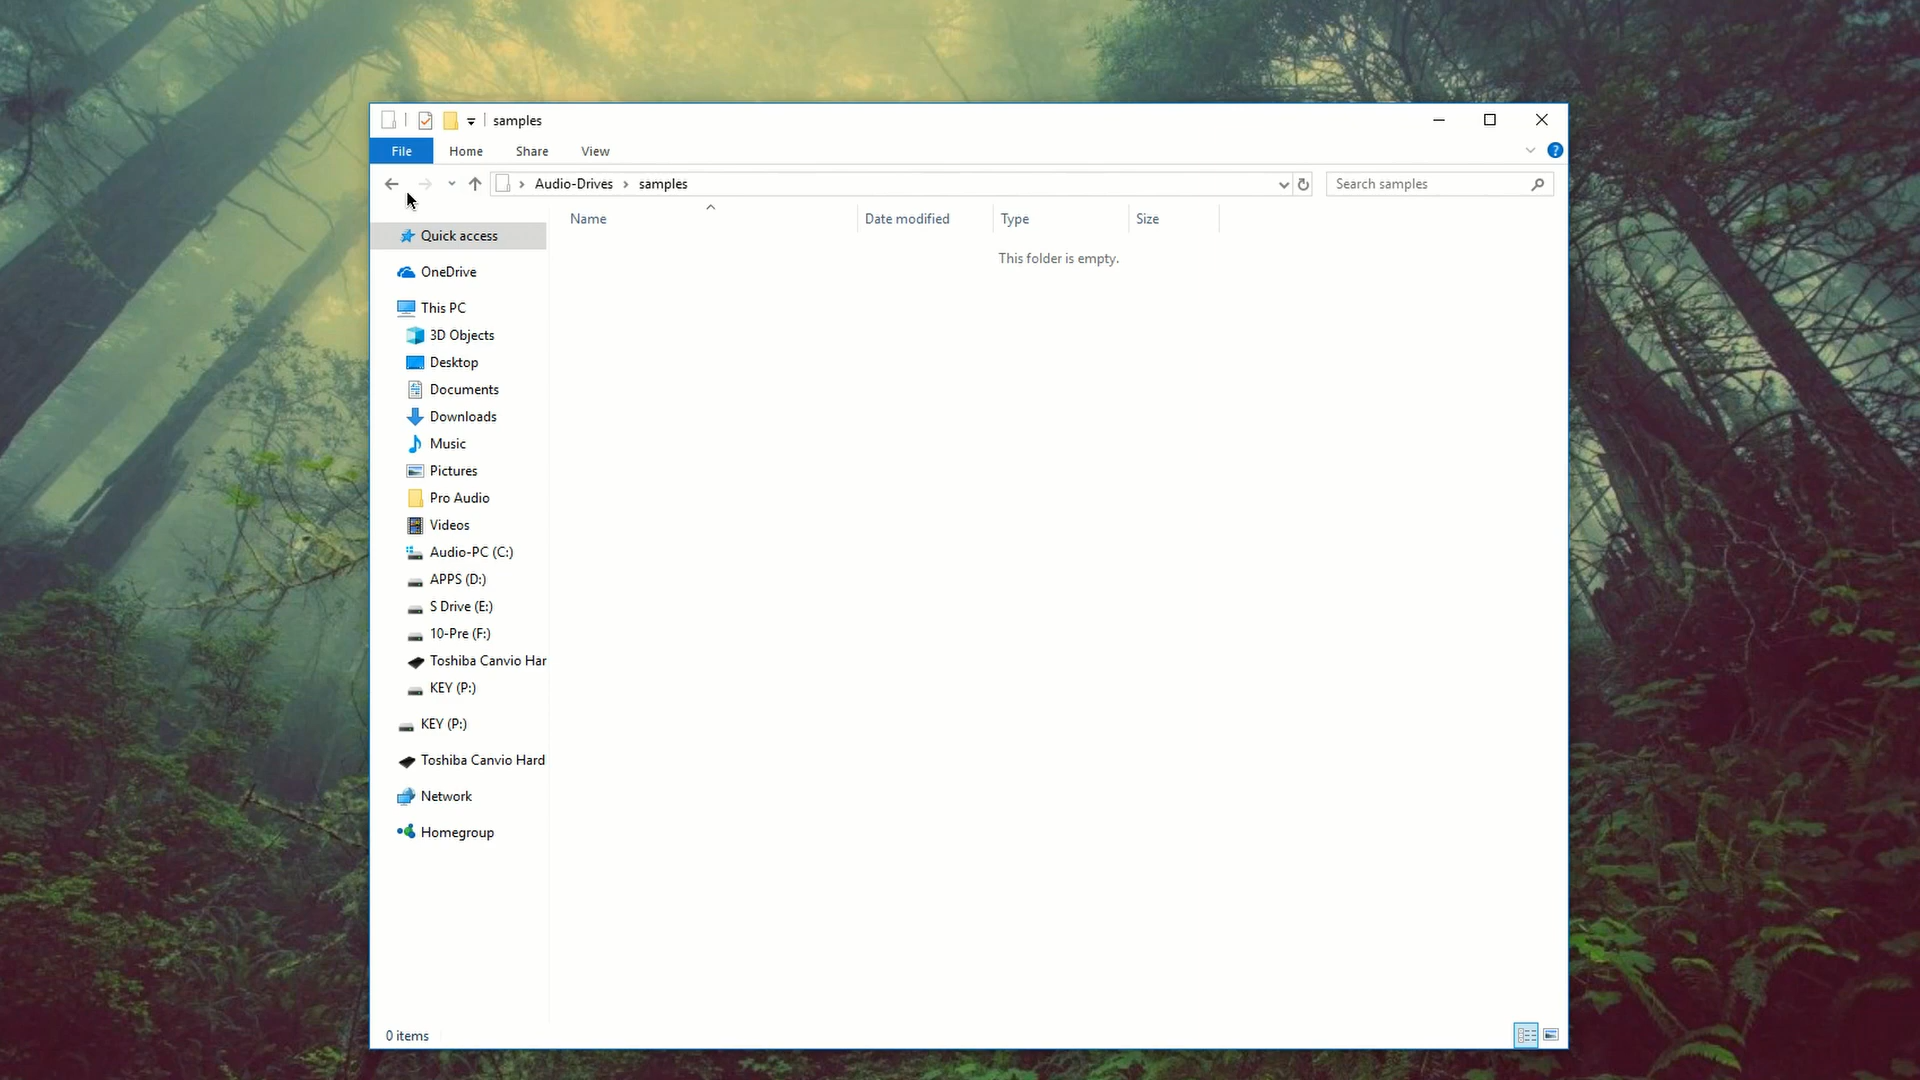 samples
File Home Share View
Audio-Drives samples Search samples
Name Date modified Type Size
This folder is empty.
Quick access
OneDrive
This PC
3D Objects
Desktop
Documents
Downloads
Music
Pictures
Pro Audio
Videos
Audio-PC (C:)
APPS (D:)
S Drive (E:)
10-Pre (F:)
Toshiba Canvio Har
KEY (P:)
KEY (P:)
Toshiba Canvio Hard
Network
Homegroup
0 items